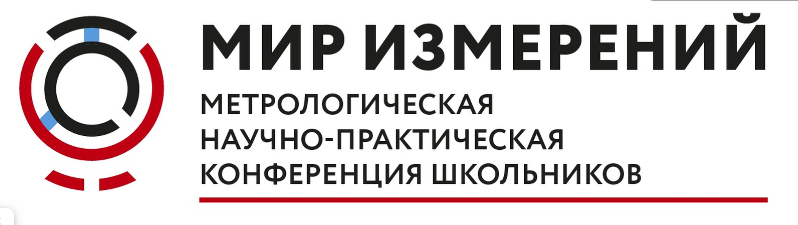 МИР ИЗМЕРЕНИЙ
МЕТРОЛОГИЧЕСКАЯ
НАУЧНО-ПРАКТИЧЕСКАЯ
КОНФЕРЕНЦИЯ ШКОЛЬНИКОВ